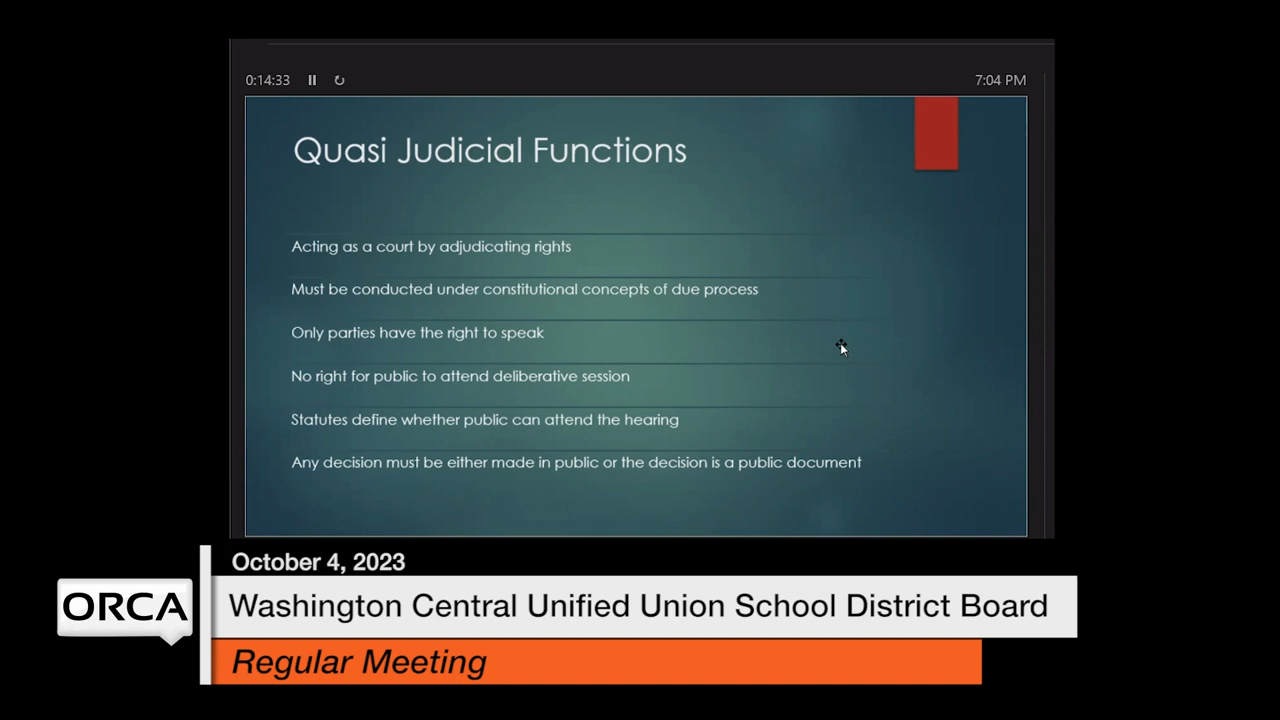 0:14:33
7:04 PM
Quasi Judicial Functions
Acting as a court by adjudicating rights
Must be conducted under constitutional concepts of due process
Only parties have the right to speak
No right for public to attend deliberative session
Statutes define whether public can attend the hearing
Any decision must be either made in public or the decision is a public document
October 4, 2023
ORCA
Washington Central Unified Union School District Board
Regular Meeting